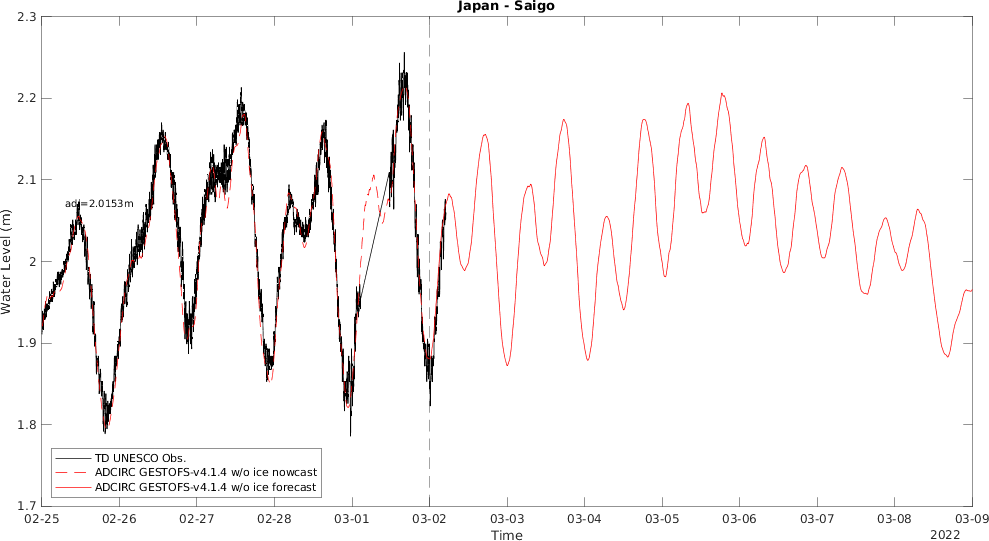 Japan - Saigo
2.3
2.2
2.1
2
1.9
1.8
1.7
Water Level (m)
adj=2.0153m
TD UNESCO Obs.
ADCIRC GESTOFS-v4.1.4 w/o ice nowcast
ADCIRC GESTOFS-v4.1.4 w/o ice forecast
02-25 02-26 02-27 02-28 03-01 03-02 03-03 03-04 03-05 03-06 03-07 03-08 03-09
Time
2022